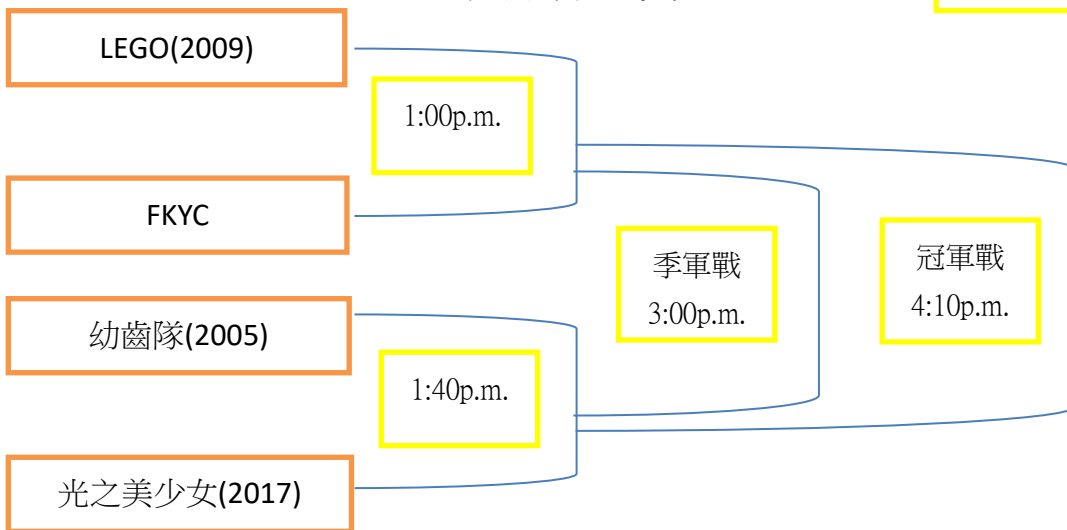 LEGO(2009)
1:00p.m.
FKYC
季軍戰
3:00p.m.
冠軍戰
4:10p.m.
幼齒隊(2005)
1:40p.m.
光之美少女(2017)